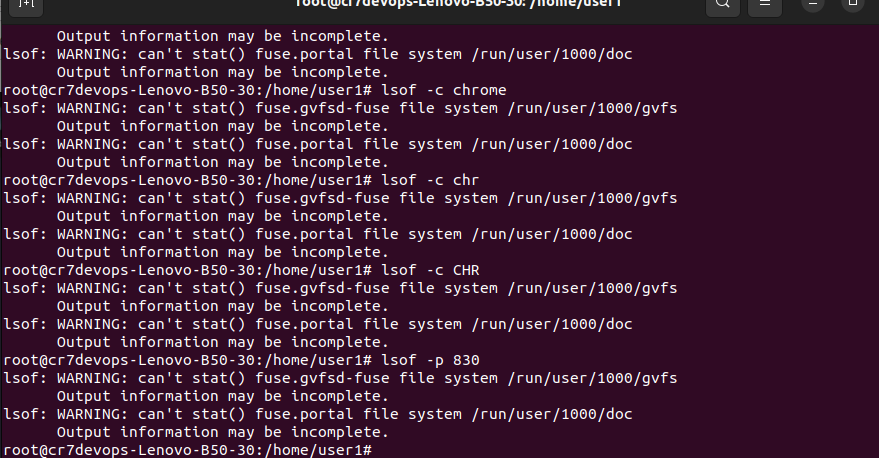 root@cr7devops-Lenovo-B50-30: /home/user1
Output information may be incomplete.
lsof: WARNING: can't stat() fuse.portal file system /run/user/1000/doc
Output information may be incomplete.
root@cr7devops-Lenovo-B50-30:/home/user1# lsof -c chrome
lsof: WARNING: can't stat() fuse.gvfsd-fuse file system /run/user/1000/gvfs
Output information may be incomplete.
lsof: WARNING: can't stat() fuse.portal file system /run/user/1000/doc
Output information may be incomplete.
root@cr7devops-Lenovo-B50-30:/home/user1# lsof -c chr
lsof: WARNING: can't stat() fuse.gvfsd-fuse file system /run/user/1000/gvfs
Output information may be incomplete.
lsof: WARNING: can't stat() fuse.portal file system /run/user/1000/doc
Output information may be incomplete.
root@cr7devops-Lenovo-B50-30:/home/user1# lsof -c CHR
lsof: WARNING: can't stat() fuse.gvfsd-fuse file system /run/user/1000/gvfs
Output information may be incomplete.
lsof: WARNING: can't stat() fuse.portal file system /run/user/1000/doc
Output information may be incomplete.
root@cr7devops-Lenovo-B50-30:/home/user1# lsof -p 830
lsof: WARNING: can't stat() fuse.gvfsd-fuse file system /run/user/1000/gvfs
Output information may be incomplete.
lsof: WARNING: can't stat() fuse.portal file system /run/user/1000/doc
Output information may be incomplete.
root@cr7devops-Lenovo-B50-30:/home/user1#